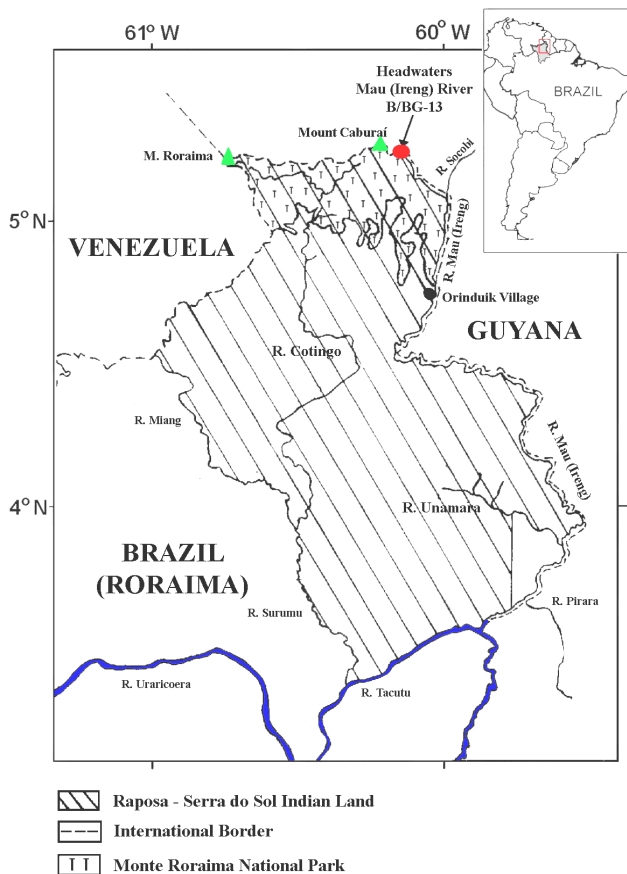 61° W
60° W
Headwaters
Mau (Ireng) River
B/BG-13
BRAZIL
Mount Caburaí
M. Roraima
R. Socobi
5° N
VENEZUELA
R. Mau (Ireng)
Orinduik Village
GUYANA
R. Cotingo
R. Miang
R. Mau (Ireng)
4° N
R. Unamara
BRAZIL
(RORAIMA)
R. Surumu
R. Pirara
R. Uraricoera
R. Tacutu
Raposa - Serra do Sol Indian Land
International Border
Monte Roraima National Park